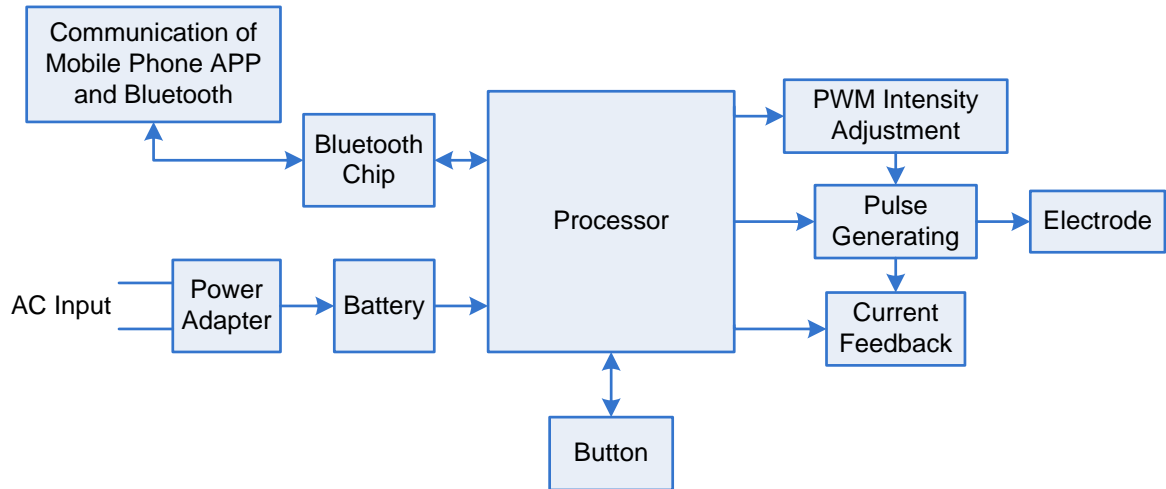 Communication of
Mobile Phone APP
and Bluetooth
Bluetooth
Chip
Processor
PWM Intensity
Adjustment
Pulse
Generating
Electrode
AC Input
Power
Adapter
Battery
Current
Feedback
Button